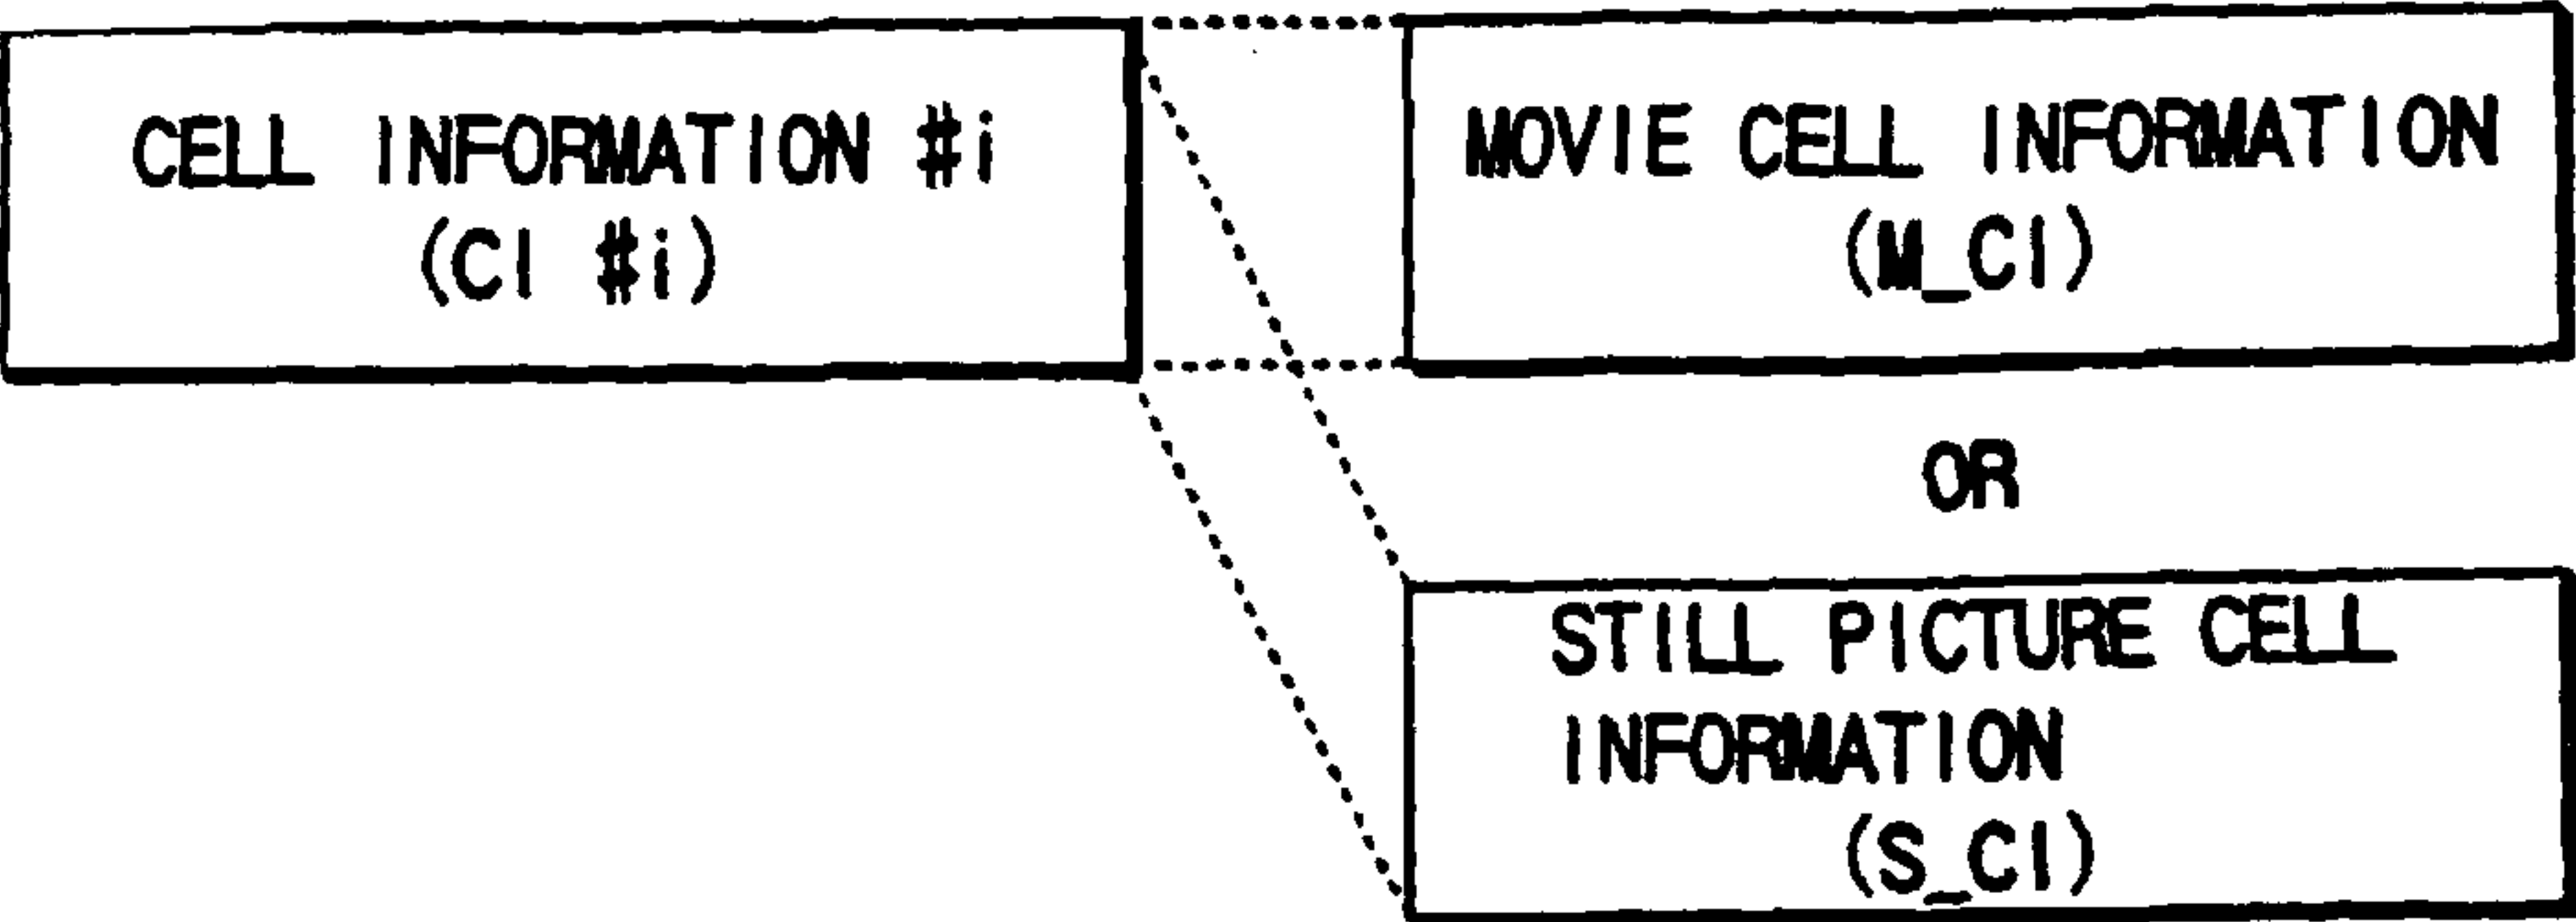 CELL INFORMATION #i
(CI #i)
MOVIE CELL INFORMATION
(M_CI)
OR
STILL PICTURE CELL
INFORMATION
(S_CI)